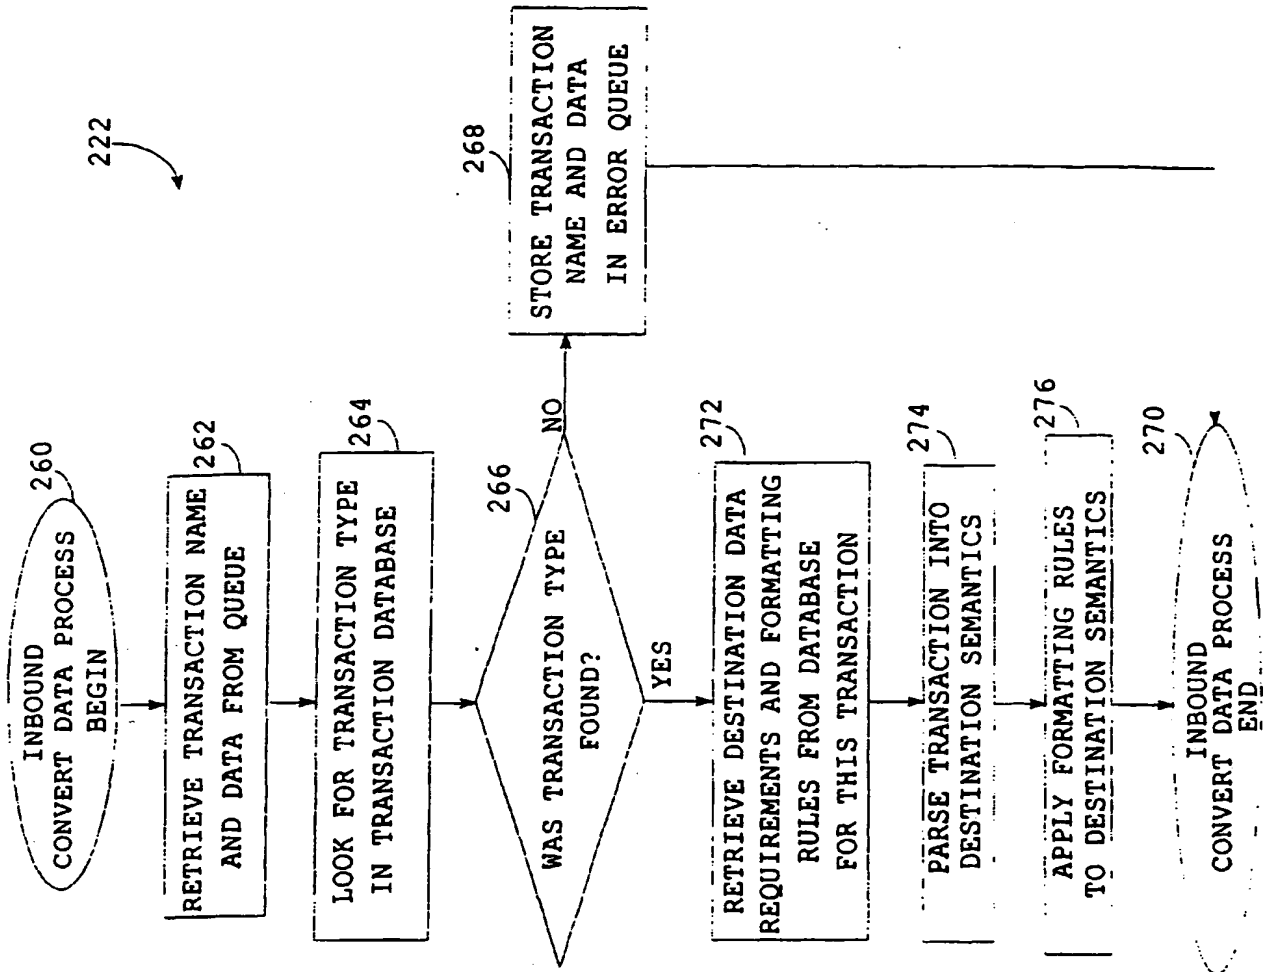 222
260
INBOUND
CONVERT DATA PROCESS
BEGIN
262
RETRIEVE TRANSACTION NAME
AND DATA FROM QUEUE
264
LOOK FOR TRANSACTION TYPE
IN TRANSACTION DATABASE
266
WAS TRANSACTION TYPE
FOUND?
NO
268
STORE TRANSACTION
NAME AND DATA
IN ERROR QUEUE
YES
272
RETRIEVE DESTINATION DATA
REQUIREMENTS AND FORMATTING
RULES FROM DATABASE
FOR THIS TRANSACTION
274
PARSE TRANSACTION INTO
DESTINATION SEMANTICS
276
APPLY FORMATTING RULES
TO DESTINATION SEMANTICS
270
INBOUND
CONVERT DATA PROCESS
END